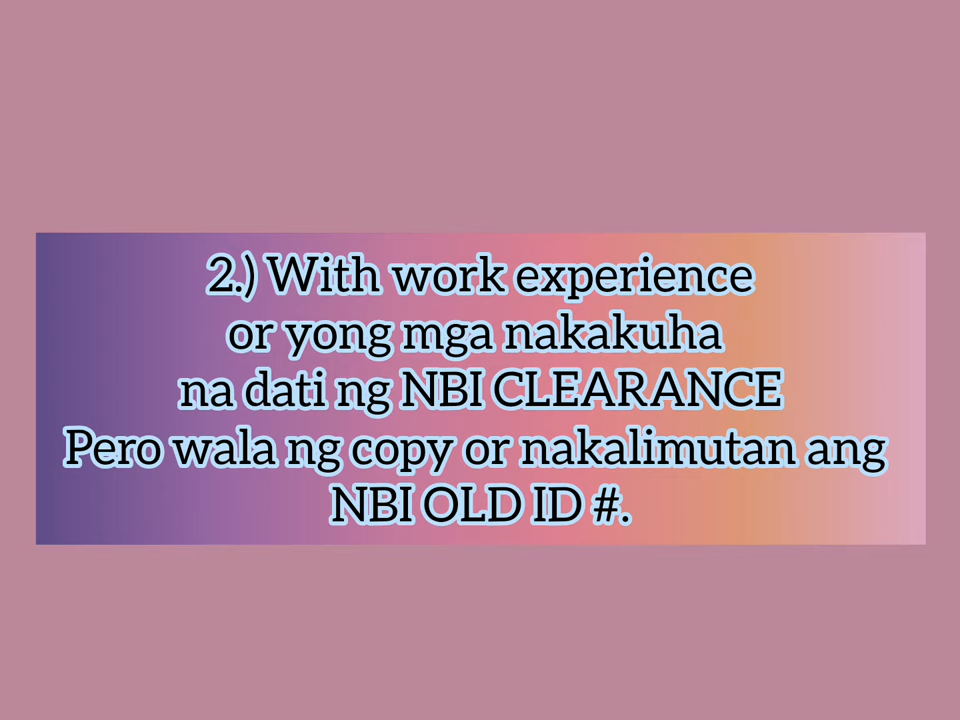 2.) With work experience
or yong mga nakakuha
na dati ng NBI CLEARANCE
Pero wala ng copy or nakalimutan ang
NBI OLD ID #.